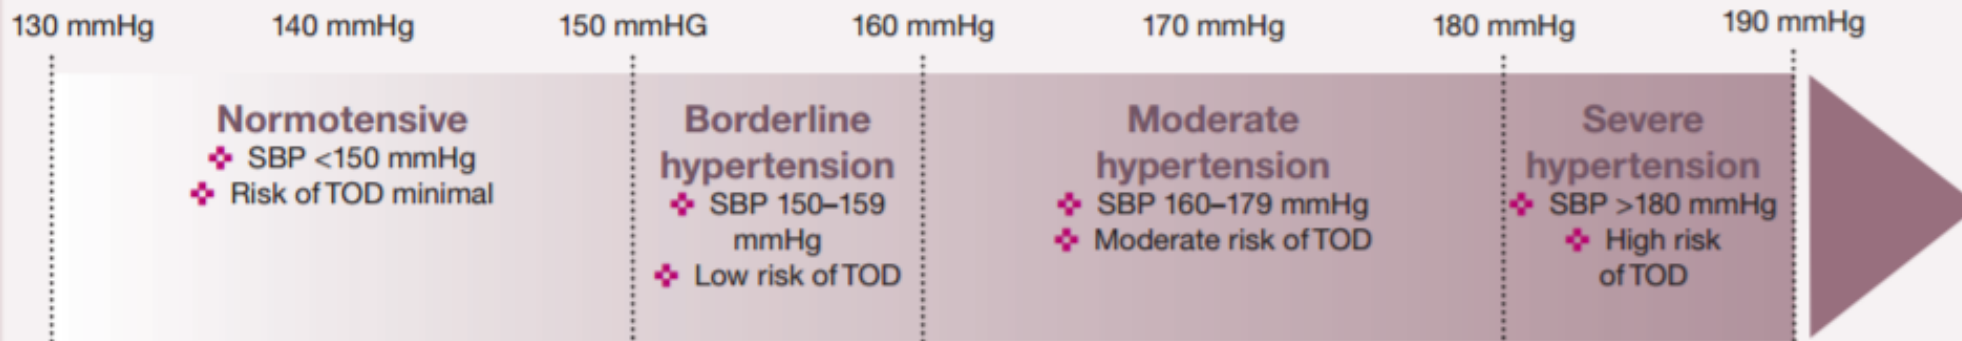 130 mmHg 140 mmHg 150 mmHG 160 mmHg 170 mmHg 180 mmHg 190 mmHg
Normotensive
SBP <150 mmHg
Risk of TOD minimal
Borderline
hypertension
SBP 150–159
mmHg
Low risk of TOD
Moderate
hypertension
SBP 160–179 mmHg
Moderate risk of TOD
Severe
hypertension
SBP >180 mmHg
High risk
of TOD